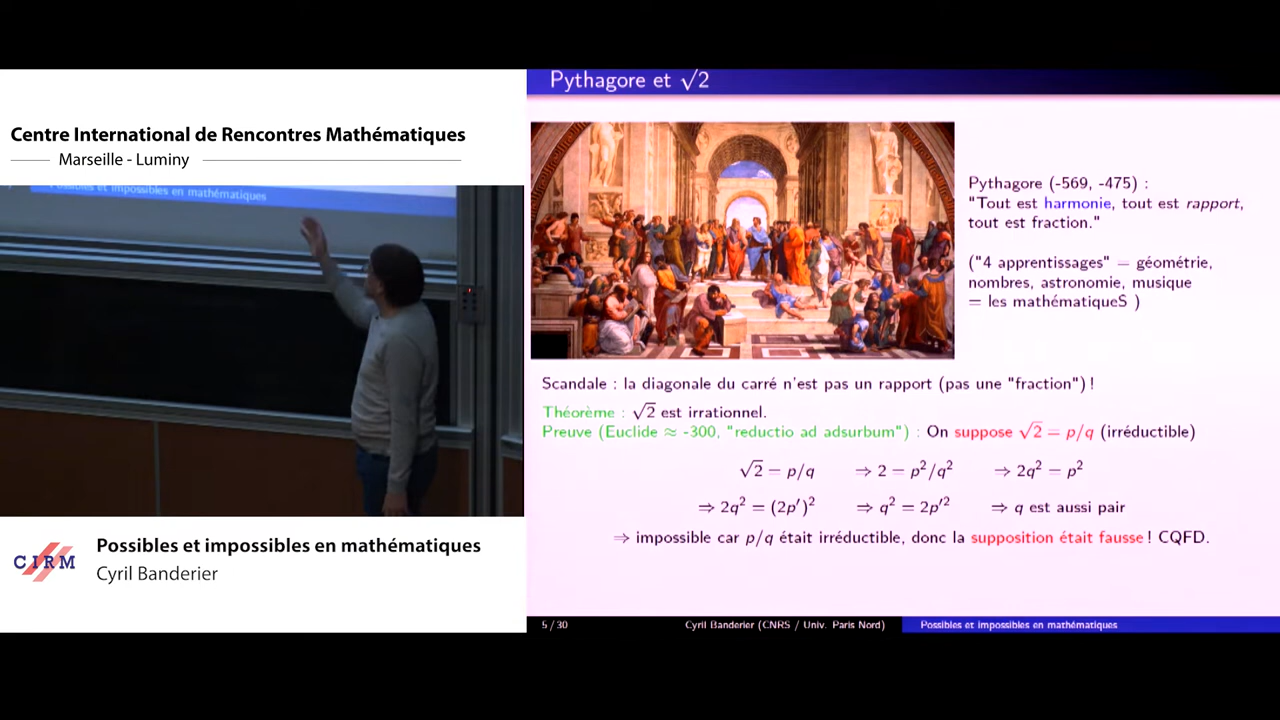 Centre International de Rencontres Mathématiques
Marseille - Luminy
Possibles et impossibles en mathématiques
CIRM
Possibles et impossibles en mathématiques
Cyril Banderier
Pythagore et √2
Pythagore (-569, -475) :
"Tout est harmonie, tout est rapport,
tout est fraction."
("4 apprentissages" = géométrie,
nombres, astronomie, musique
= les mathématiqueS )
Scandale : la diagonale du carré n'est pas un rapport (pas une "fraction") !
Théorème : √2 est irrationnel.
Preuve (Euclide ≈ -300, "reductio ad adsurbum") : On suppose √2 = p/q (irréductible)
√2 = p/q ⇒ 2 = p²/q² ⇒ 2q² = p²
⇒ 2q² = (2p′)² ⇒ q² = 2p′² ⇒ q est aussi pair
⇒ impossible car p/q était irréductible, donc la supposition était fausse ! CQFD.
5 / 30 Cyril Banderier (CNRS / Univ. Paris Nord) Possibles et impossibles en mathématiques